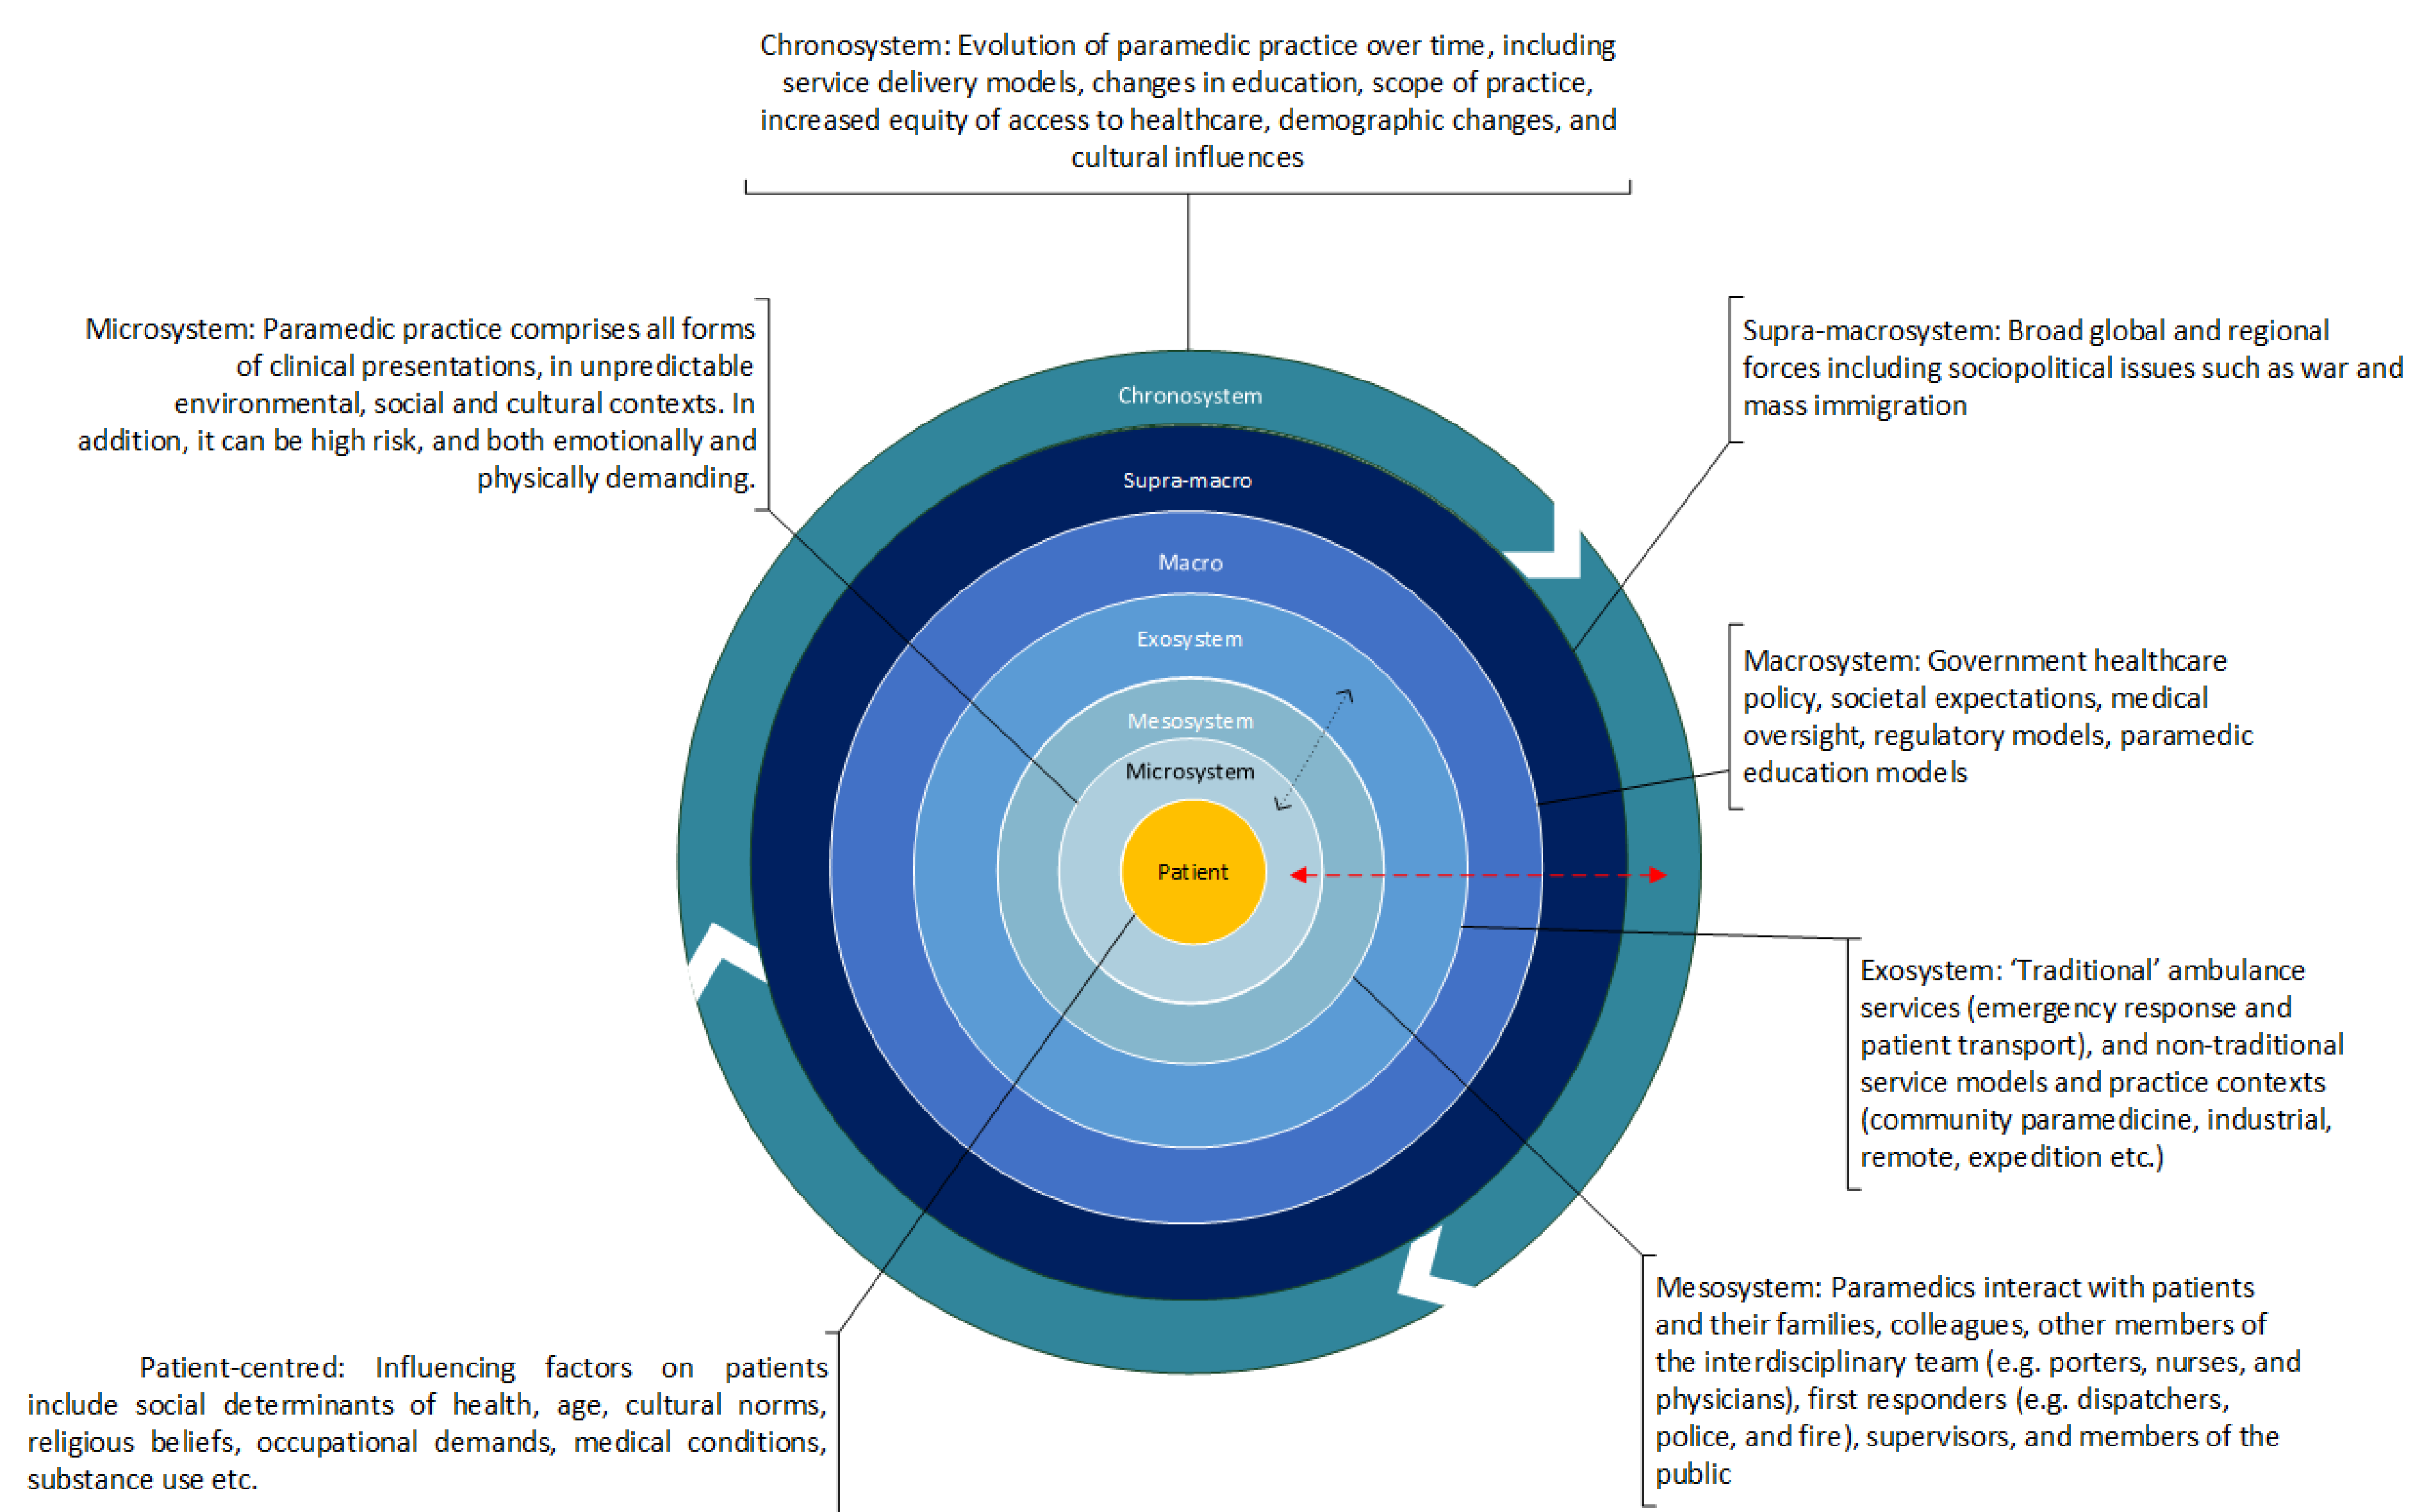 Chronosystem: Evolution of paramedic practice over time, including
service delivery models, changes in education, scope of practice,
increased equity of access to healthcare, demographic changes, and
cultural influences
Microsystem: Paramedic practice comprises all forms
of clinical presentations, in unpredictable
environmental, social and cultural contexts. In
addition, it can be high risk, and both emotionally and
physically demanding.
Supra-macrosystem: Broad global and regional
forces including sociopolitical issues such as war and
mass immigration
Chronosystem
Supra-macro
Macro
Exosystem
Mesosystem
Microsystem
Patient
Macrosystem: Government healthcare
policy, societal expectations, medical
oversight, regulatory models, paramedic
education models
Exosystem: ‘Traditional’ ambulance
services (emergency response and
patient transport), and non-traditional
service models and practice contexts
(community paramedicine, industrial,
remote, expedition etc.)
Mesosystem: Paramedics interact with patients
and their families, colleagues, other members of
the interdisciplinary team (e.g. porters, nurses, and
physicians), first responders (e.g. dispatchers,
police, and fire), supervisors, and members of the
public
Patient-centred: Influencing factors on patients
include social determinants of health, age, cultural norms,
religious beliefs, occupational demands, medical conditions,
substance use etc.